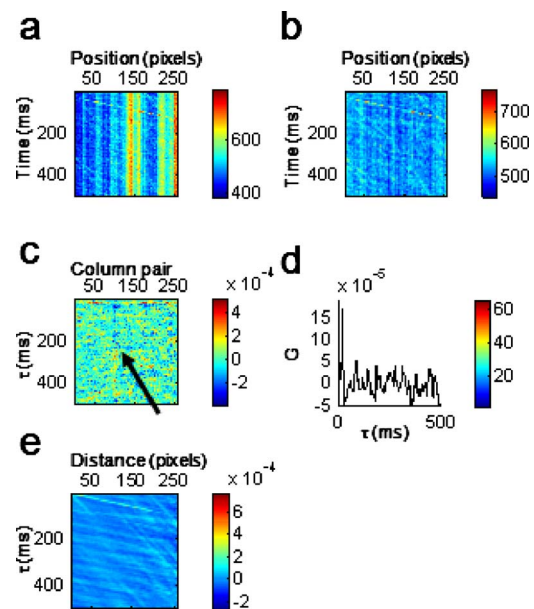 a
Position (pixels)
50 150 250
Time (ms)
200
400
600
400
b
Position (pixels)
50 150 250
Time (ms)
200
400
700
600
500
c
Column pair
50 150 250
τ(ms)
200
400
× 10⁻⁴
4
2
0
-2
d
× 10⁻⁵
G
15
10
5
0
-5
0 500
τ(ms)
60
40
20
e
Distance (pixels)
50 150 250
τ(ms)
200
400
× 10⁻⁴
6
4
2
0
-2